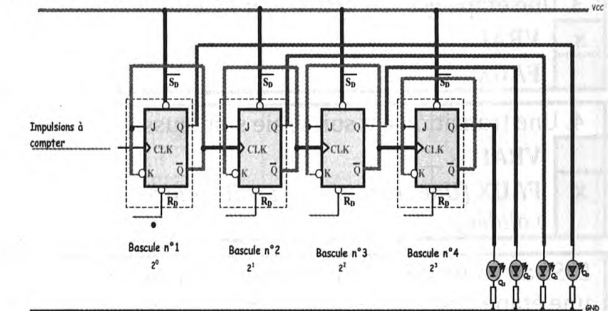 VCC
S̅D̅ S̅D̅ S̅D̅ S̅D̅
Impulsions à
compter
J Q J Q J Q J Q
CLK CLK CLK CLK
K Q̅ K Q̅ K Q̅ K Q̅
R̅D̅ R̅D̅ R̅D̅ R̅D̅
Bascule n°1 Bascule n°2 Bascule n°3 Bascule n°4
2⁰ 2¹ 2² 2³
GND